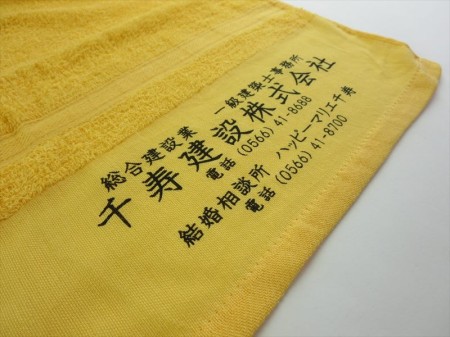 総合建設業 一級建築士事務所
千寿建設株式会社
電話 (0566) 41-8688
結婚相談所 ハッピーマリエ千寿
電話 (0566) 41-8700